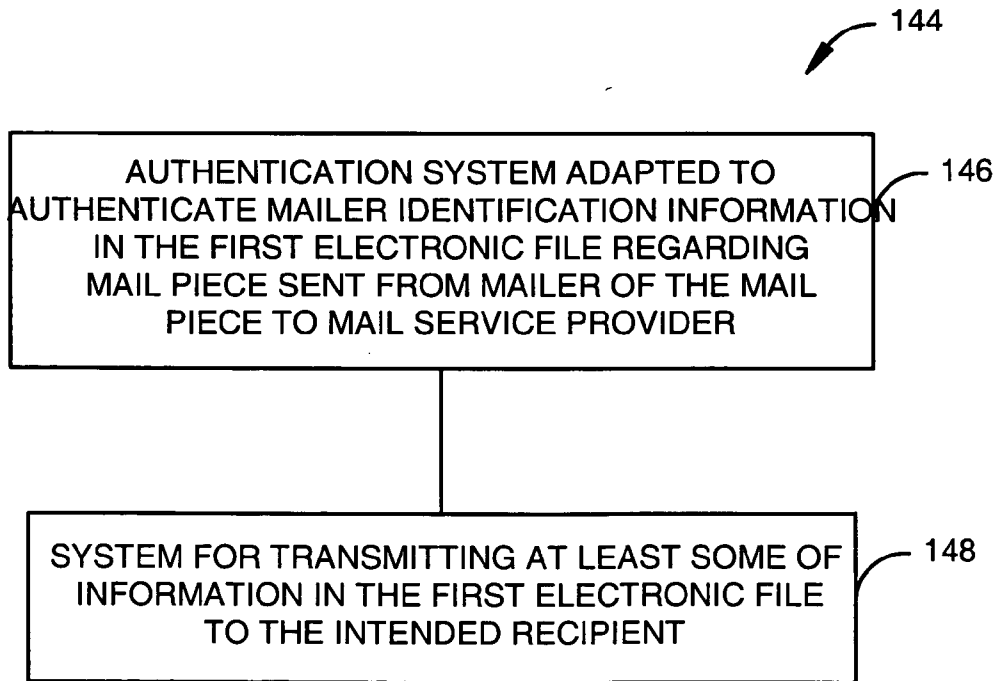 144
AUTHENTICATION SYSTEM ADAPTED TO
AUTHENTICATE MAILER IDENTIFICATION INFORMATION
IN THE FIRST ELECTRONIC FILE REGARDING
MAIL PIECE SENT FROM MAILER OF THE MAIL
PIECE TO MAIL SERVICE PROVIDER
146
SYSTEM FOR TRANSMITTING AT LEAST SOME OF
INFORMATION IN THE FIRST ELECTRONIC FILE
TO THE INTENDED RECIPIENT
148